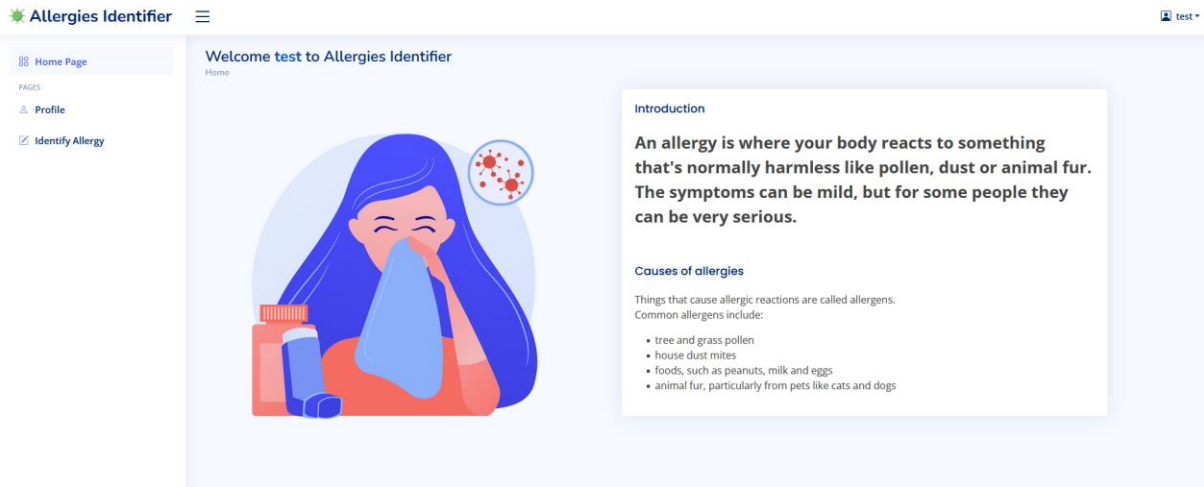 Allergies Identifier
test
Home Page
PAGES
Profile
Identify Allergy
Welcome test to Allergies Identifier
Home
Introduction
An allergy is where your body reacts to something
that's normally harmless like pollen, dust or animal fur.
The symptoms can be mild, but for some people they
can be very serious.
Causes of allergies
Things that cause allergic reactions are called allergens.
Common allergens include:
• tree and grass pollen
• house dust mites
• foods, such as peanuts, milk and eggs
• animal fur, particularly from pets like cats and dogs